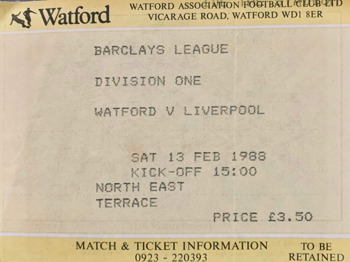 Watford
WATFORD ASSOCIATION FOOTBALL CLUB LTD
VICARAGE ROAD, WATFORD WD1 8ER
BARCLAYS LEAGUE
DIVISION ONE
WATFORD V LIVERPOOL
SAT 13 FEB 1988
KICK-OFF 15:00
NORTH EAST
TERRACE
PRICE £3.50
MATCH & TICKET INFORMATION
0923 - 220393
TO BE
RETAINED